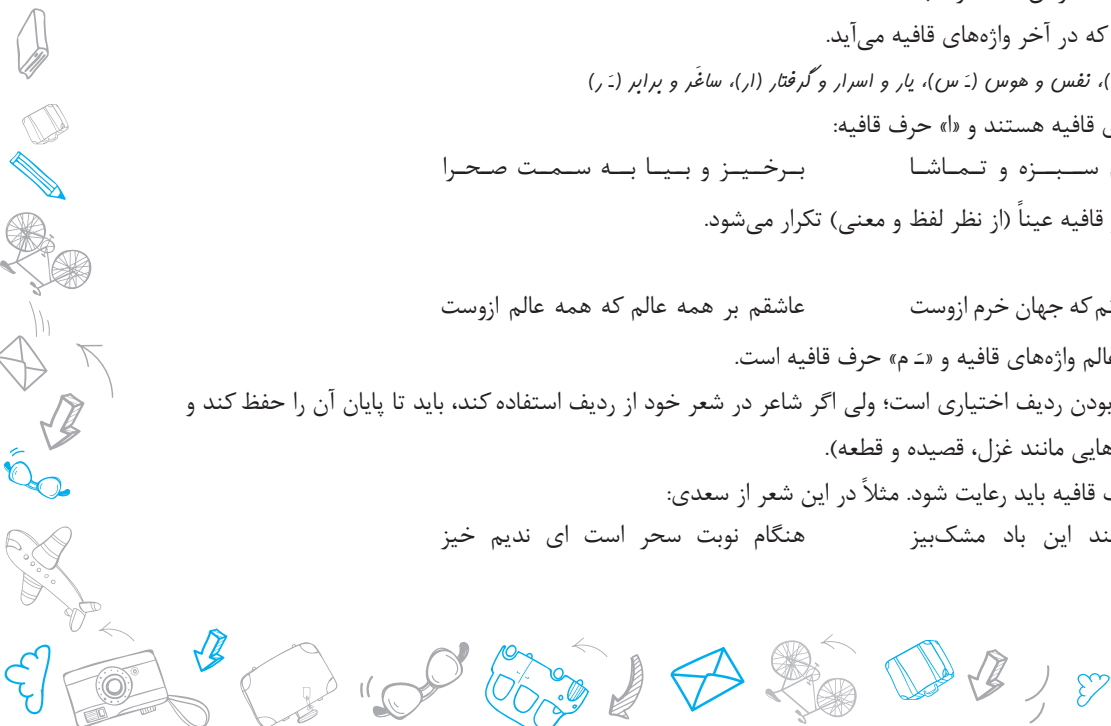 که در آخر واژه‌های قافیه می‌آید.
)، نفس و هوس (ـَ س)، یار و اسرار و گرفتار (ار)، ساغَر و برابر (ـَ ر)
قافیه هستند و «ا» حرف قافیه:
سبزه و تماشا برخیز و بیا به سمت صحرا
قافیه عیناً (از نظر لفظ و معنی) تکرار می‌شود.
که جهان خرم ازوست عاشقم بر همه عالم که همه عالم ازوست
عالم واژه‌های قافیه و «ـَ م» حرف قافیه است.
بودن ردیف اختیاری است؛ ولی اگر شاعر در شعر خود از ردیف استفاده کند، باید تا پایان آن را حفظ کند و
هایی مانند غزل، قصیده و قطعه).
قافیه باید رعایت شود. مثلاً در این شعر از سعدی:
این باد مشک‌بیز هنگام نوبت سحر است ای ندیم خیز